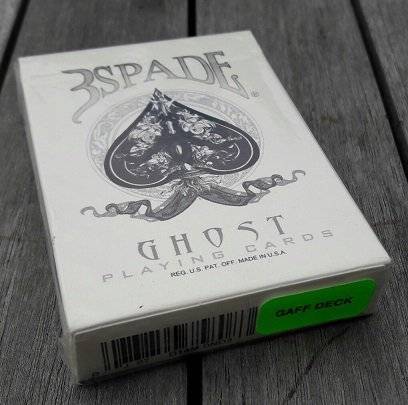 3SPADE®
GHOST
PLAYING CARDS
REG. U.S. PAT. OFF. MADE IN U.S.A.
GAFF DECK